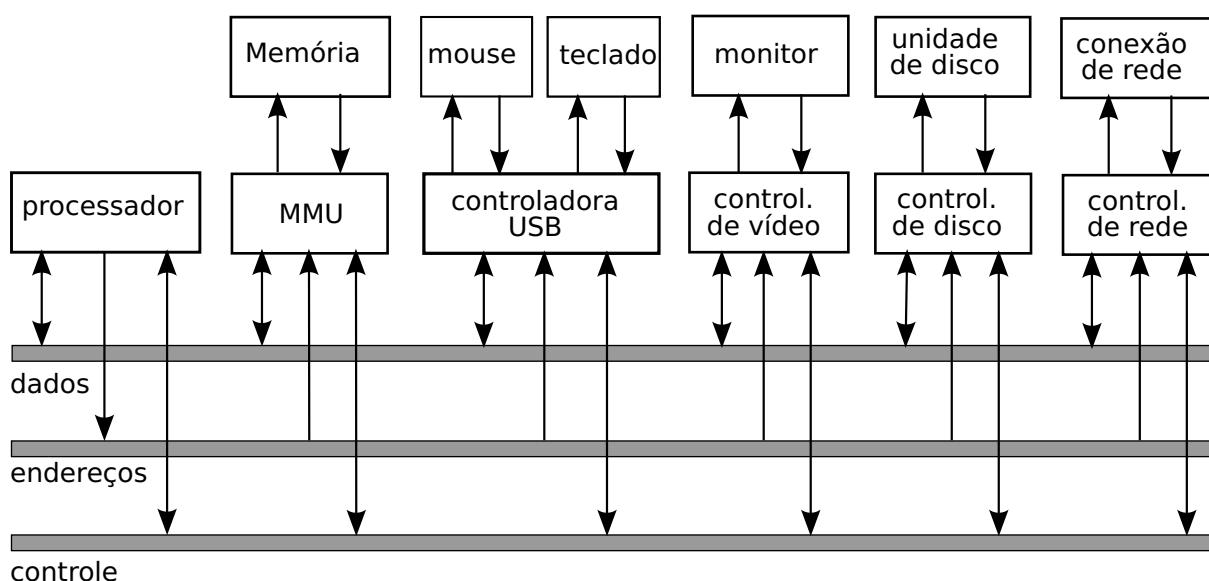 Memória
mouse
teclado
monitor
unidade
de disco
conexão
de rede
processador
MMU
controladora
USB
control.
de vídeo
control.
de disco
control.
de rede
dados
endereços
controle